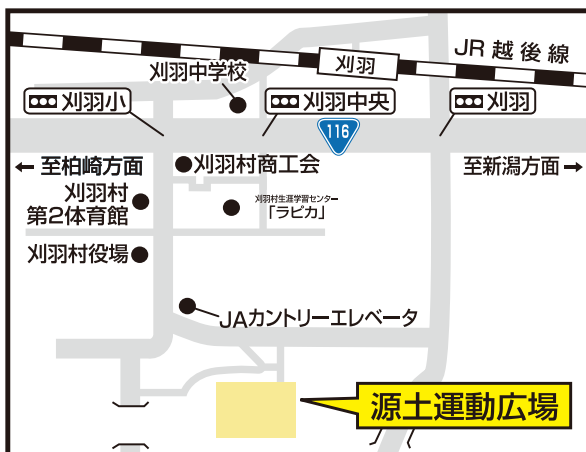 JR越後線
刈羽
刈羽中学校
刈羽小
刈羽中央
刈羽
116
←至柏崎方面
刈羽村商工会
至新潟方面→
刈羽村
第2体育館
刈羽村生涯学習センター
「ラピカ」
刈羽村役場
JAカントリーエレベータ
源土運動広場